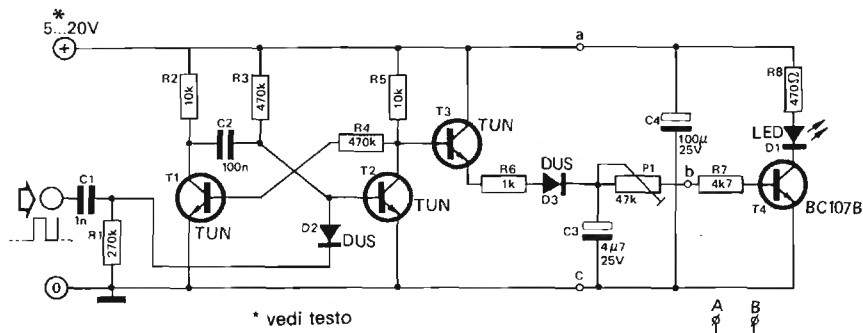 *
5...20V
+
R2
10k
R3
470k
R5
10k
C2
100n
R4
470k
T1
TUN
T2
TUN
T3
TUN
C1
1n
R1
270k
D2
DUS
R6
1k
DUS
D3
C3
4µ7
25V
P1
47k
a
b
c
C4
100µ
25V
R7
4k7
R8
470Ω
LED
D1
T4
BC107B
0
* vedi testo
A
B